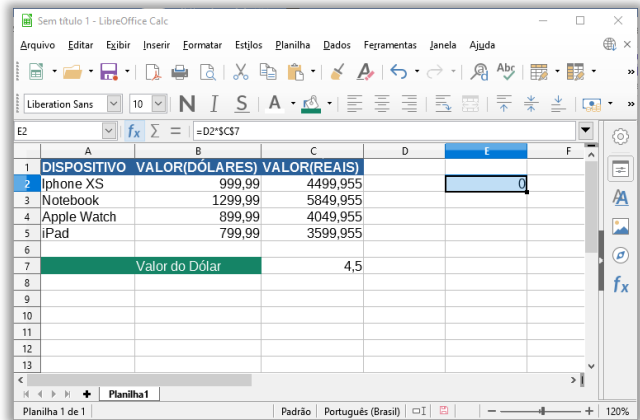 Sem título 1 - LibreOffice Calc
Arquivo Editar Exibir Inserir Formatar Estilos Planilha Dados Ferramentas Janela Ajuda
Liberation Sans 10 N I S A
E2 fx Σ = =D2*$C$7
A B C D E F
1 DISPOSITIVO VALOR(DÓLARES) VALOR(REAIS)
2 Iphone XS 999,99 4499,955 0
3 Notebook 1299,99 5849,955
4 Apple Watch 899,99 4049,955
5 iPad 799,99 3599,955
6
7 Valor do Dólar 4,5
8
9
10
11
12
13
Planilha1
Planilha 1 de 1 Padrão Português (Brasil) 120%